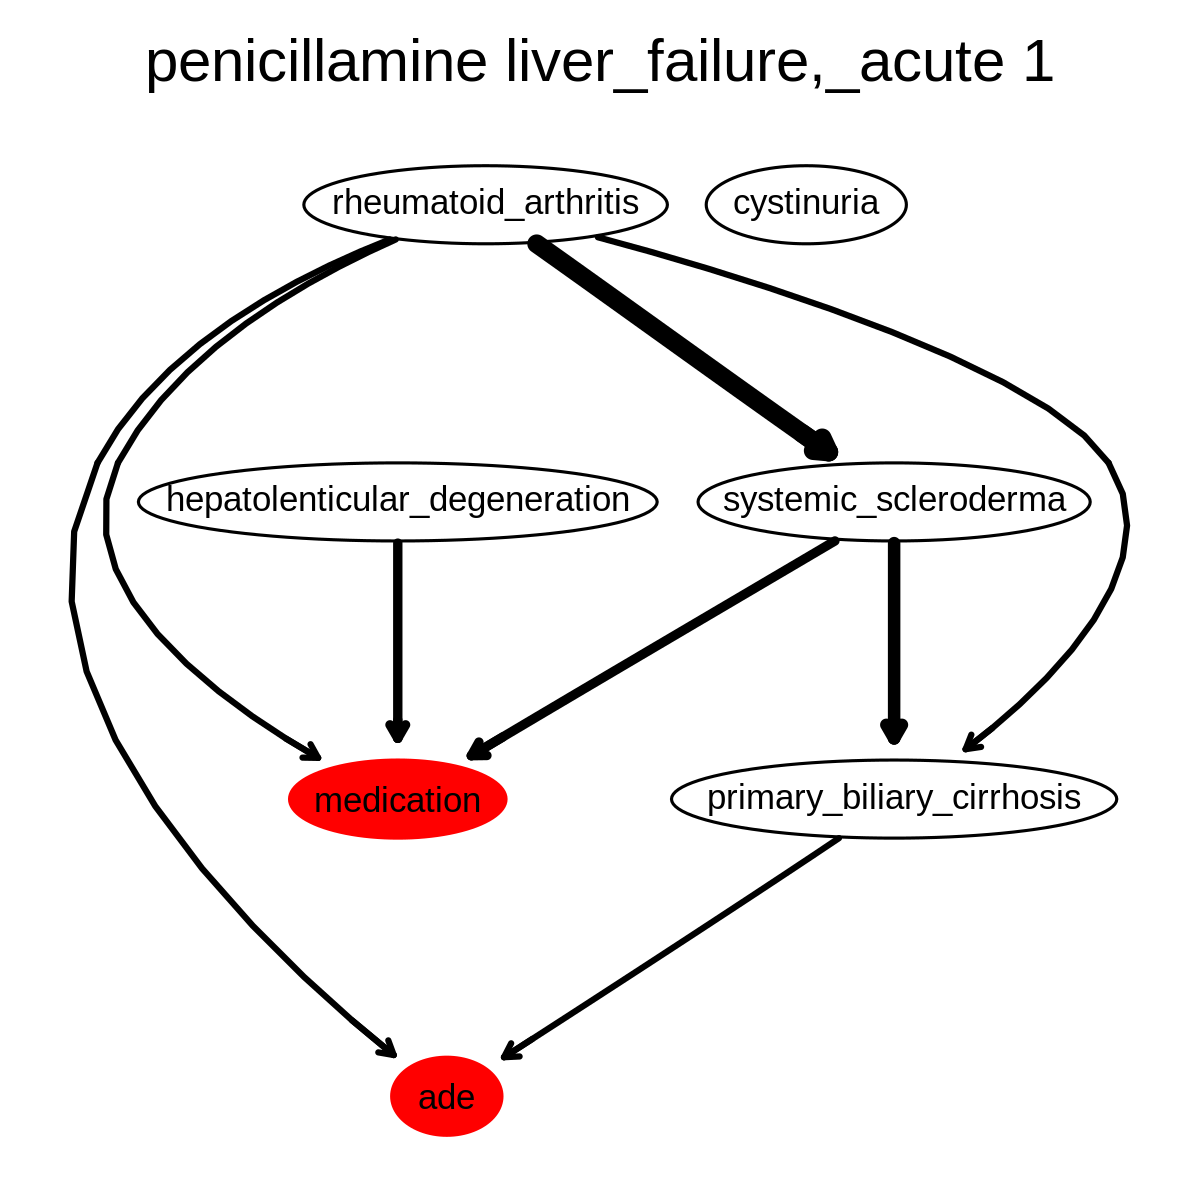 penicillamine liver_failure,_acute 1
rheumatoid_arthritis
cystinuria
hepatolenticular_degeneration
systemic_scleroderma
medication
primary_biliary_cirrhosis
ade